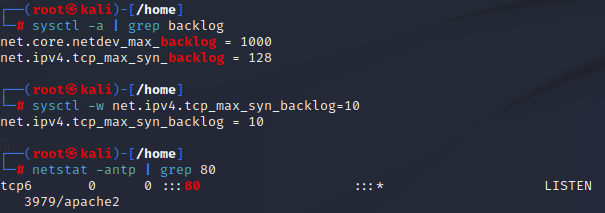 ┌──(root㉿kali)-[/home]
└─# sysctl -a | grep backlog
net.core.netdev_max_backlog = 1000
net.ipv4.tcp_max_syn_backlog = 128
┌──(root㉿kali)-[/home]
└─# sysctl -w net.ipv4.tcp_max_syn_backlog=10
net.ipv4.tcp_max_syn_backlog = 10
┌──(root㉿kali)-[/home]
└─# netstat -antp | grep 80
tcp6       0      0 :::80                   :::*                    LISTEN
3979/apache2